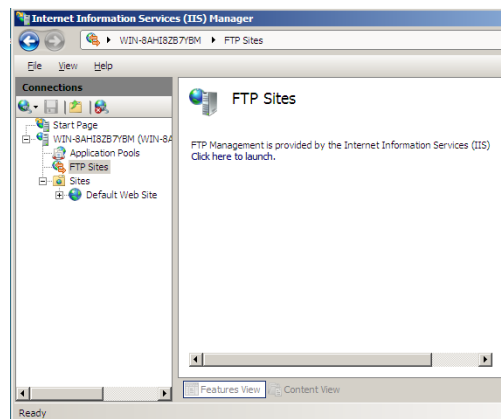 Internet Information Services (IIS) Manager
WIN-8AHI8ZB7YBM FTP Sites
File View Help
Connections
Start Page
WIN-8AHI8ZB7YBM (WIN-8A
Application Pools
FTP Sites
Sites
Default Web Site
FTP Sites
FTP Management is provided by the Internet Information Services (IIS)
Click here to launch.
Features View Content View
Ready